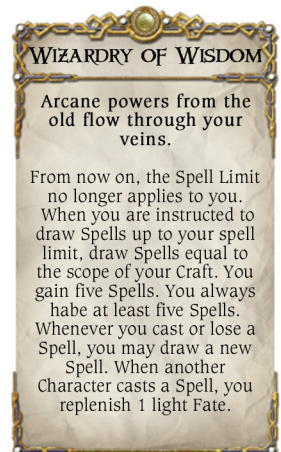 Wizardry of Wisdom
Arcane powers from the
old flow through your
veins.
From now on, the Spell Limit
no longer applies to you.
When you are instructed to
draw Spells up to your spell
limit, draw Spells equal to
the scope of your Craft. You
gain five Spells. You always
habe at least five Spells.
Whenever you cast or lose a
Spell, you may draw a new
Spell. When another
Character casts a Spell, you
replenish 1 light Fate.